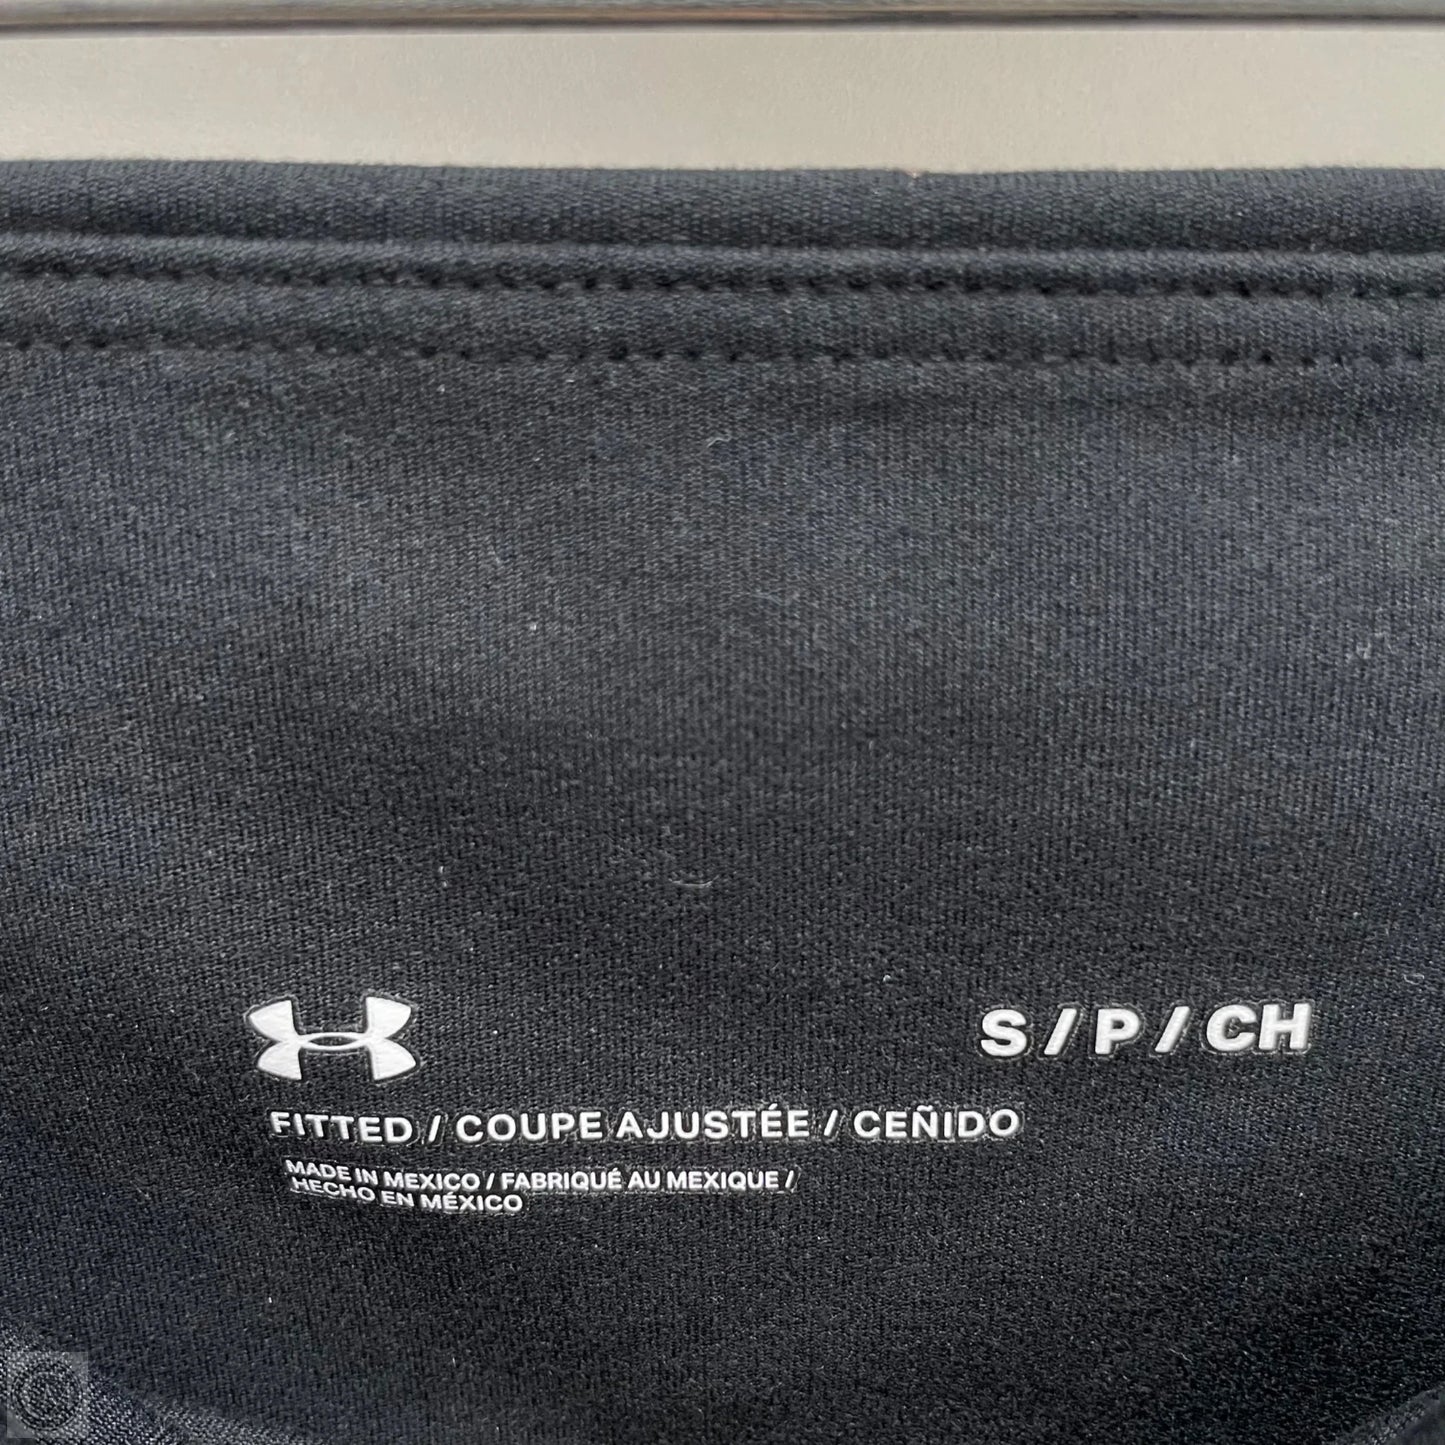 S / P / CH
FITTED / COUPE AJUSTÉE / CEÑIDO
MADE IN MEXICO / FABRIQUÉ AU MEXIQUE /
HECHO EN MÉXICO